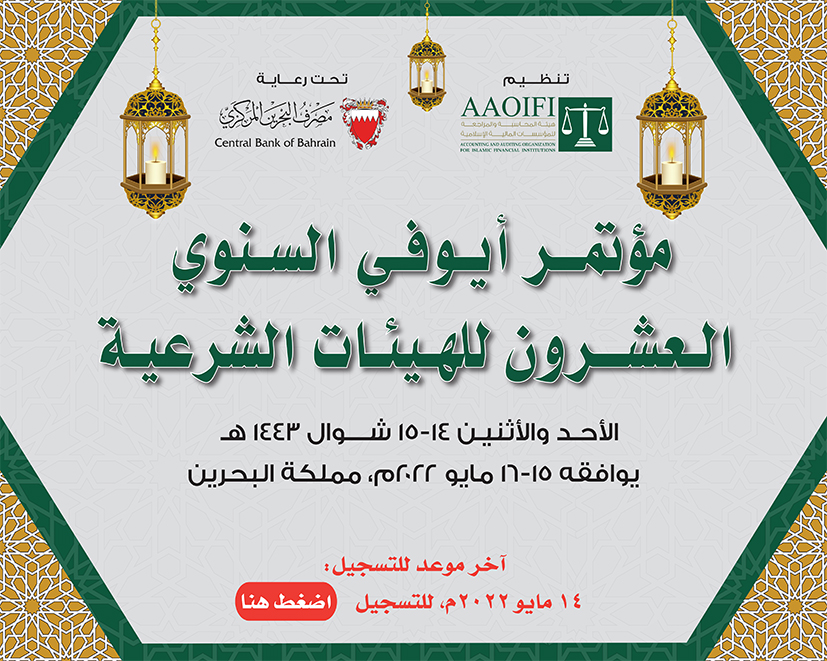 تنظيم
AAOIFI
هيئة المحاسبة والمراجعة
للمؤسسات المالية الإسلامية
ACCOUNTING AND AUDITING ORGANIZATION
FOR ISLAMIC FINANCIAL INSTITUTIONS
تحت رعاية
مصرف البحرين المركزي
Central Bank of Bahrain
مؤتمر أيوفي السنوي
العشرون للهيئات الشرعية
الأحد والأثنين ١٤-١٥ شوال ١٤٤٣ هـ
يوافقه ١٥-١٦ مايو ٢٠٢٢م، مملكة البحرين
آخر موعد للتسجيل:
١٤ مايو ٢٠٢٢م، للتسجيل اضغط هنا